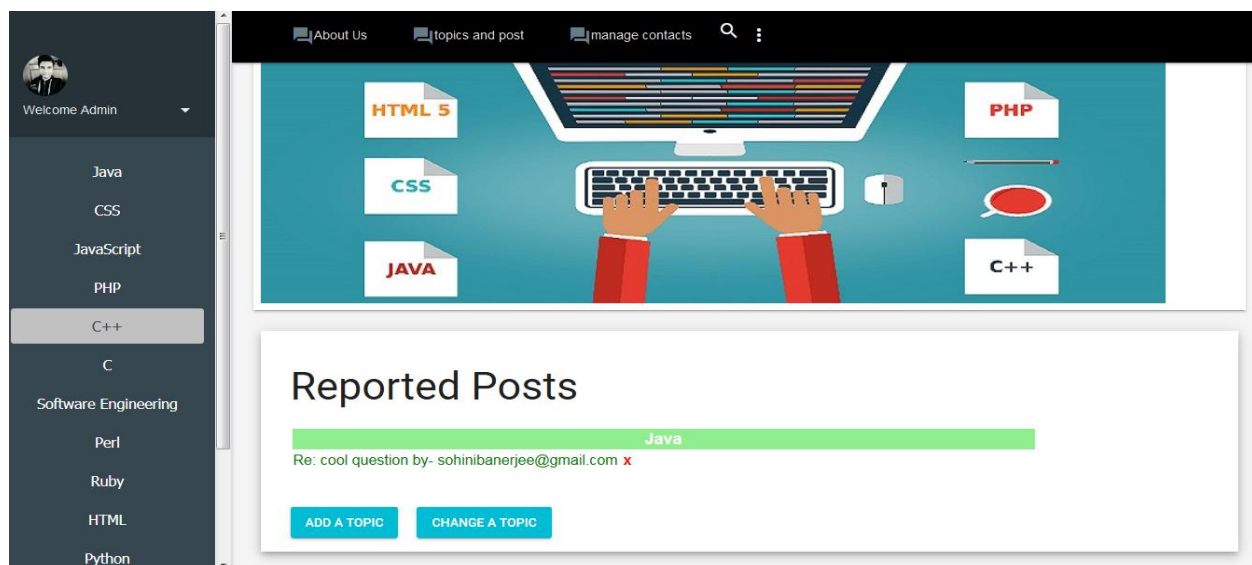 About Us topics and post manage contacts
Welcome Admin
Java
CSS
JavaScript
PHP
C++
C
Software Engineering
Perl
Ruby
HTML
Python
HTML 5
PHP
CSS
JAVA
C++
Reported Posts
Java
Re: cool question by- sohinibanerjee@gmail.com x
ADD A TOPIC CHANGE A TOPIC